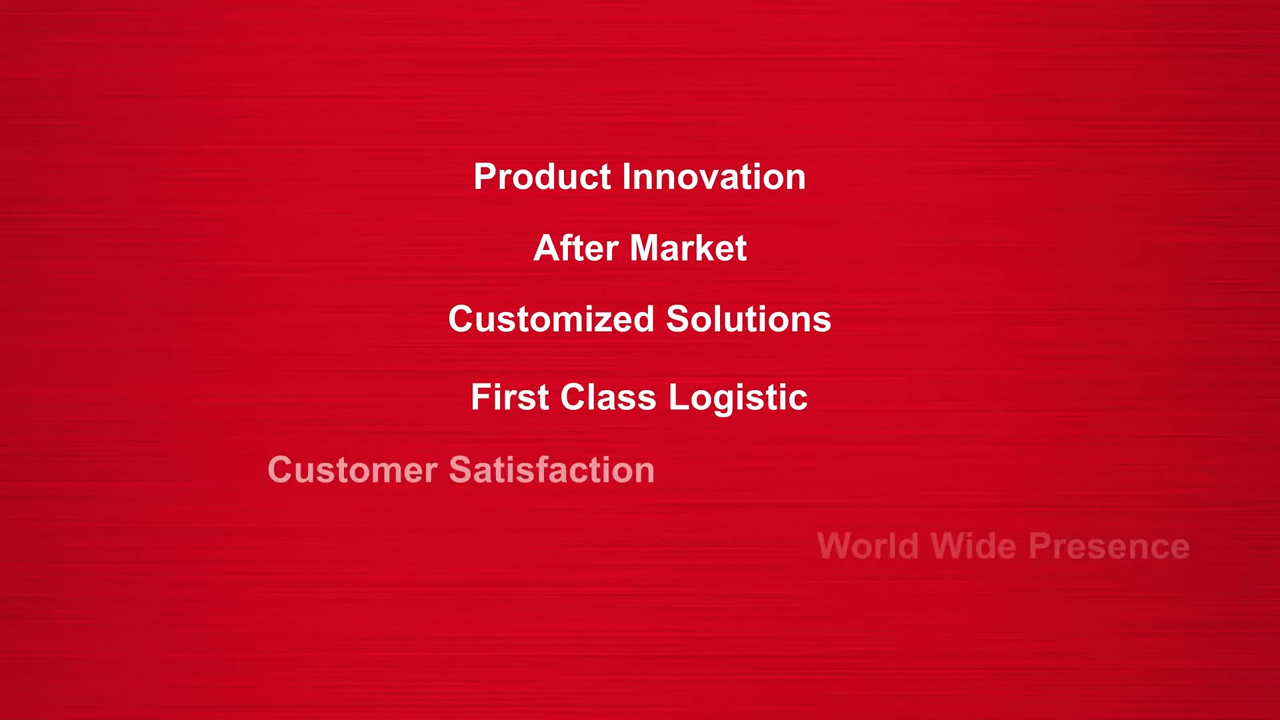 Product Innovation
After Market
Customized Solutions
First Class Logistic
Customer Satisfaction
World Wide Presence